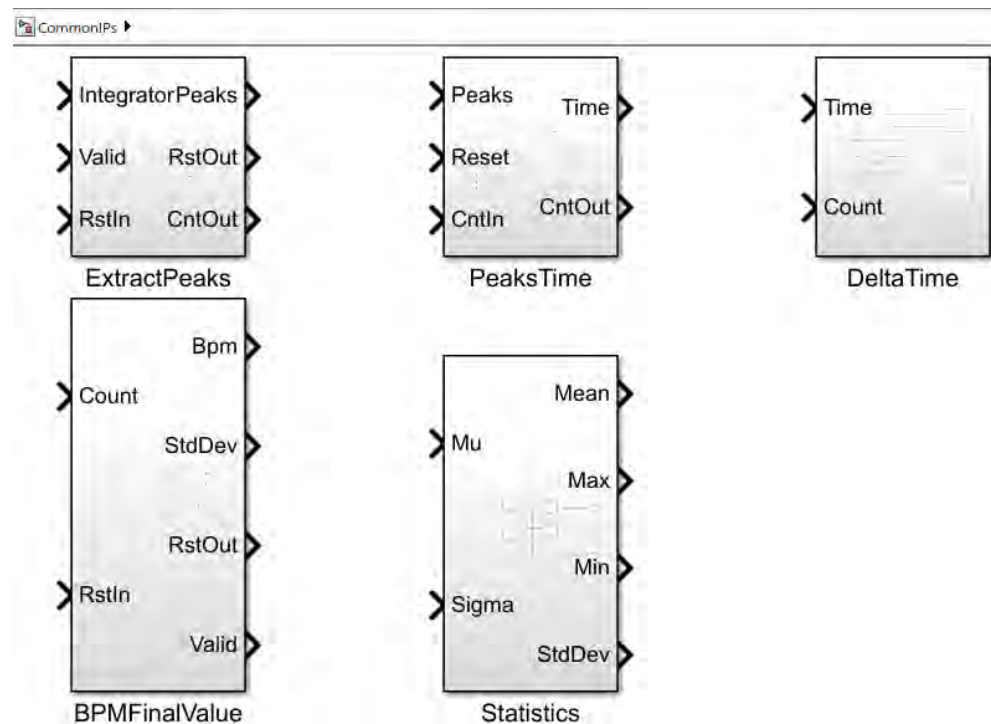 CommonIPs
IntegratorPeaks
Valid RstOut
RstIn CntOut
ExtractPeaks
Peaks
Time
Reset
CntIn CntOut
PeaksTime
Time
Count
DeltaTime
Bpm
Count
StdDev
RstOut
RstIn
Valid
BPMFinalValue
Mean
Mu
Max
Min
Sigma
StdDev
Statistics